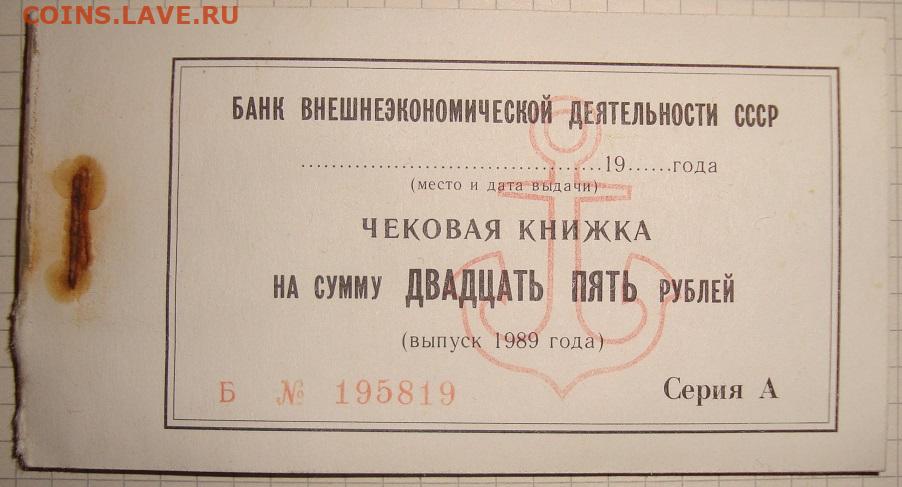 COINS.LAVE.RU
БАНК ВНЕШНЕЭКОНОМИЧЕСКОЙ ДЕЯТЕЛЬНОСТИ СССР
........................................19......года
(место и дата выдачи)
ЧЕКОВАЯ КНИЖКА
НА СУММУ ДВАДЦАТЬ ПЯТЬ РУБЛЕЙ
(выпуск 1989 года)
Б № 195819 Серия А